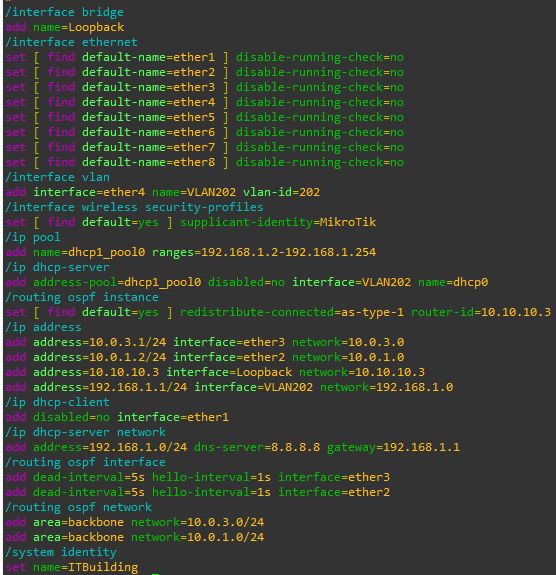 /interface bridge
add name=Loopback
/interface ethernet
set [ find default-name=ether1 ] disable-running-check=no
set [ find default-name=ether2 ] disable-running-check=no
set [ find default-name=ether3 ] disable-running-check=no
set [ find default-name=ether4 ] disable-running-check=no
set [ find default-name=ether5 ] disable-running-check=no
set [ find default-name=ether6 ] disable-running-check=no
set [ find default-name=ether7 ] disable-running-check=no
set [ find default-name=ether8 ] disable-running-check=no
/interface vlan
add interface=ether4 name=VLAN202 vlan-id=202
/interface wireless security-profiles
set [ find default=yes ] supplicant-identity=MikroTik
/ip pool
add name=dhcp1_pool0 ranges=192.168.1.2-192.168.1.254
/ip dhcp-server
add address-pool=dhcp1_pool0 disabled=no interface=VLAN202 name=dhcp0
/routing ospf instance
set [ find default=yes ] redistribute-connected=as-type-1 router-id=10.10.10.3
/ip address
add address=10.0.3.1/24 interface=ether3 network=10.0.3.0
add address=10.0.1.2/24 interface=ether2 network=10.0.1.0
add address=10.10.10.3 interface=Loopback network=10.10.10.3
add address=192.168.1.1/24 interface=VLAN202 network=192.168.1.0
/ip dhcp-client
add disabled=no interface=ether1
/ip dhcp-server network
add address=192.168.1.0/24 dns-server=8.8.8.8 gateway=192.168.1.1
/routing ospf interface
add dead-interval=5s hello-interval=1s interface=ether3
add dead-interval=5s hello-interval=1s interface=ether2
/routing ospf network
add area=backbone network=10.0.3.0/24
add area=backbone network=10.0.1.0/24
/system identity
set name=ITBuilding